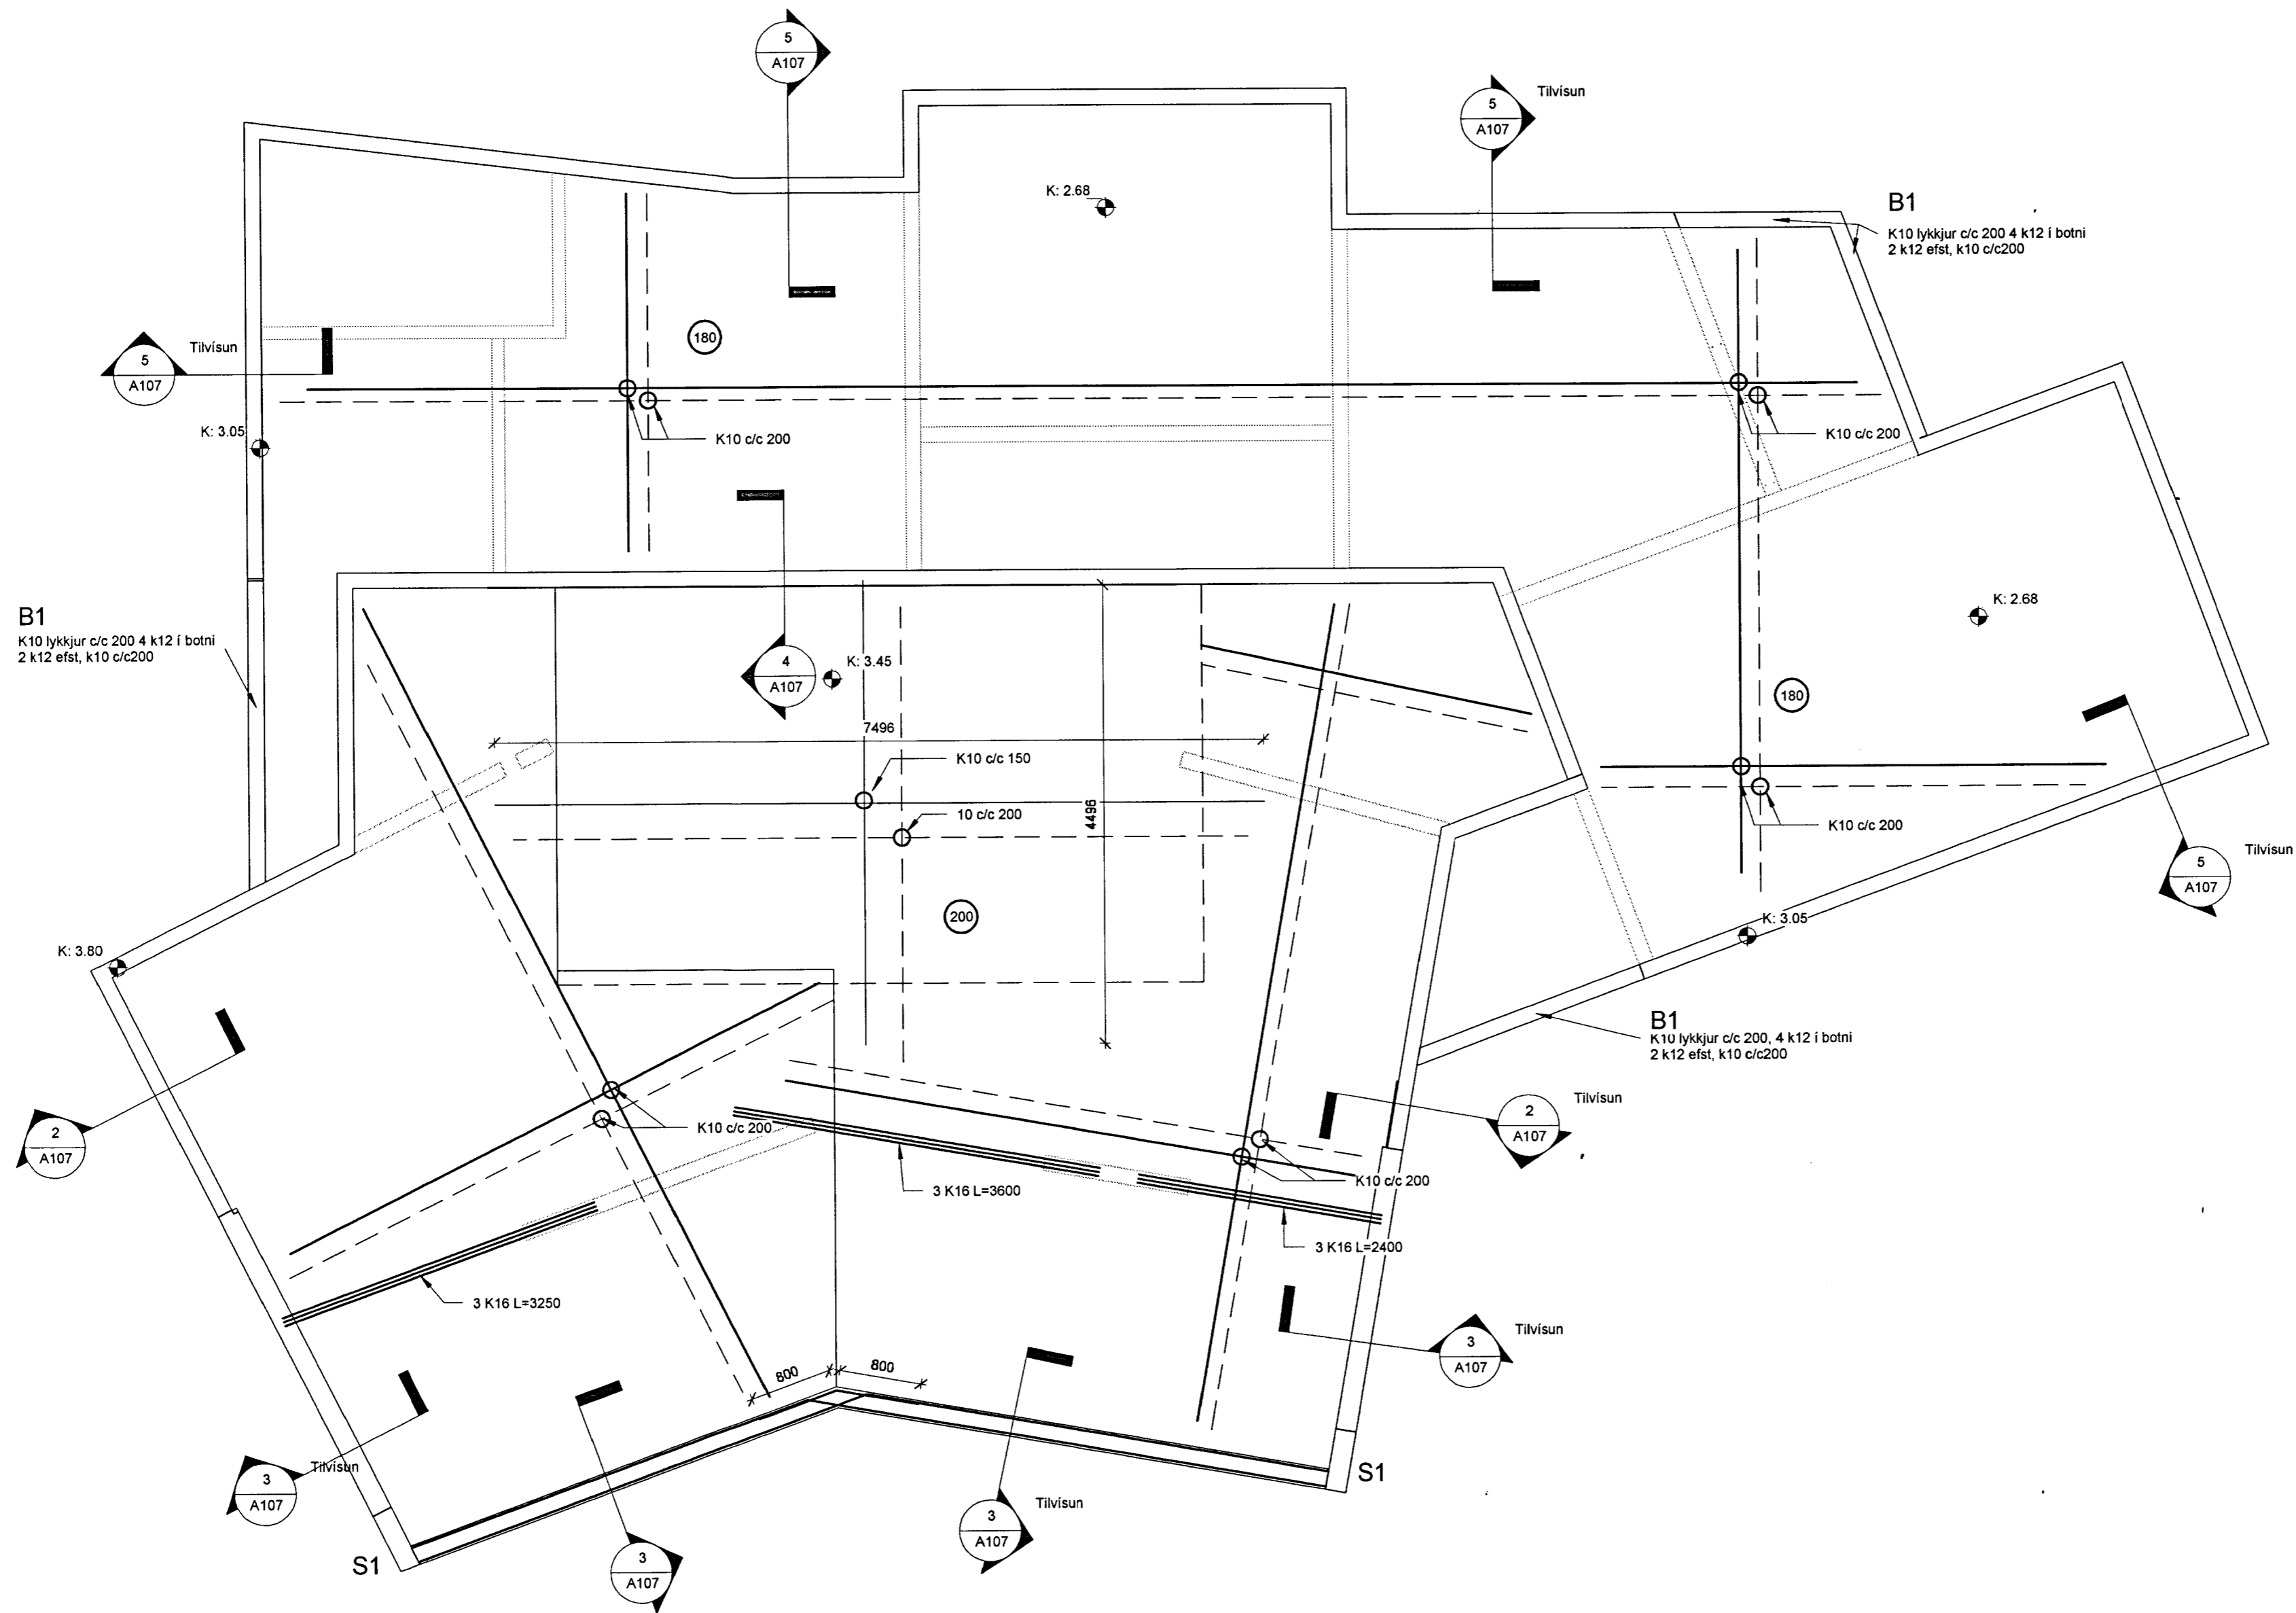 5
A107
5
A107
Tilvísun
K: 2.68
B1
K10 lykkjur c/c 200 4 k12 í botni
2 k12 efst, k10 c/c200
180
5
A107
Tilvísun
K: 3.05
K10 c/c 200
K10 c/c 200
B1
K10 lykkjur c/c 200 4 k12 í botni
2 k12 efst, k10 c/c200
K: 2.68
4
A107
K: 3.45
180
7496
K10 c/c 150
10 c/c 200
4496
K10 c/c 200
5
A107
Tilvísun
200
K: 3.05
K: 3.80
B1
K10 lykkjur c/c 200, 4 k12 í botni
2 k12 efst, k10 c/c200
2
A107
K10 c/c 200
2
A107
Tilvísun
3 K16 L=3600
K10 c/c 200
3 K16 L=2400
3 K16 L=3250
3
A107
Tilvísun
800
800
3
A107
Tilvísun
S1
3
A107
Tilvísun
S1
3
A107